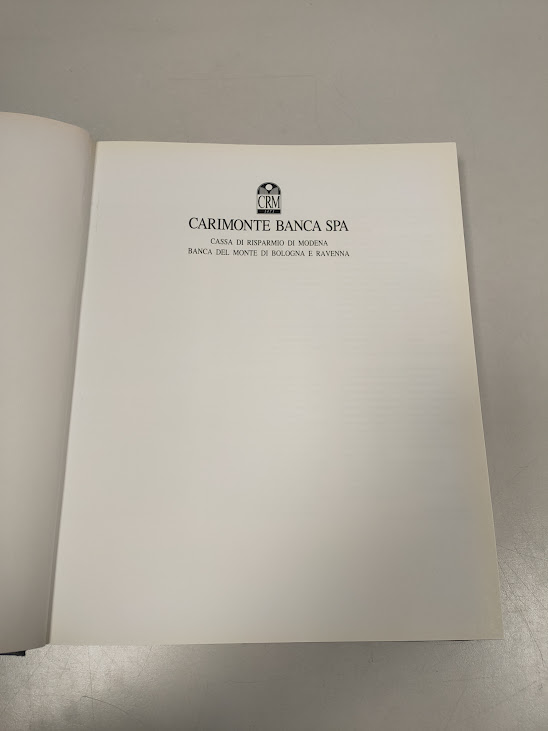 CRM
CARIMONTE BANCA SPA
CASSA DI RISPARMIO DI MODENA
BANCA DEL MONTE DI BOLOGNA E RAVENNA